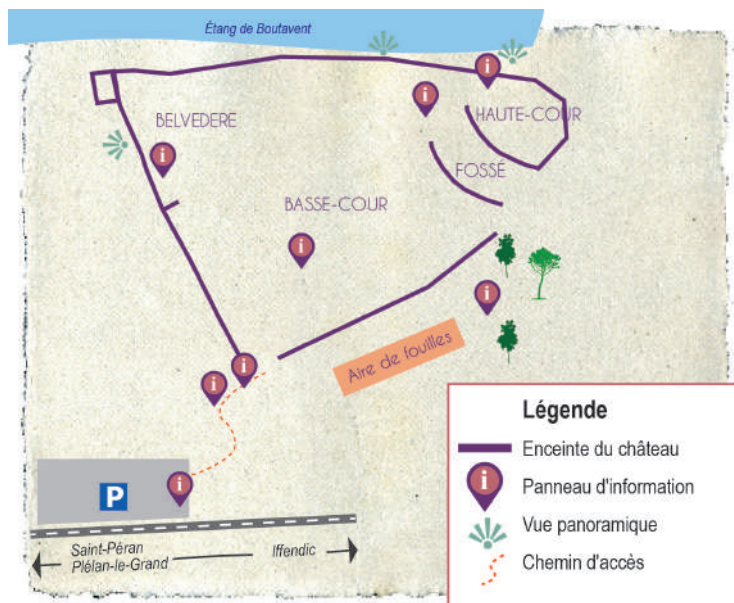 Étang de Boutavent
BELVEDERE
HAUTE-COUR
FOSSÉ
BASSE-COUR
Aire de fouilles
P
Saint-Péran
Plélan-le-Grand
Iffendic
Légende
Enceinte du château
Panneau d'information
Vue panoramique
Chemin d'accès
i
i
i
i
i
i
i
i
i